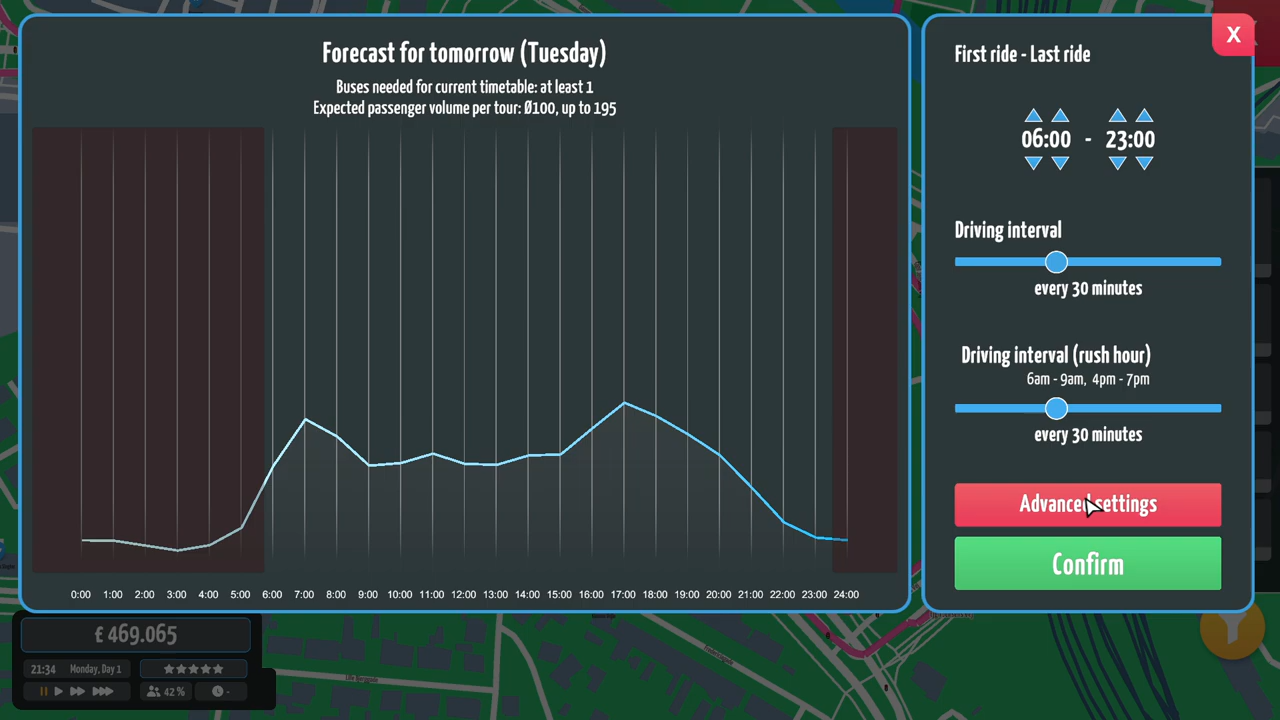 Forecast for tomorrow (Tuesday)
Buses needed for current timetable: at least 1
Expected passenger volume per tour: Ø100, up to 195
0:00 1:00 2:00 3:00 4:00 5:00 6:00 7:00 8:00 9:00 10:00 11:00 12:00 13:00 14:00 15:00 16:00 17:00 18:00 19:00 20:00 21:00 22:00 23:00 24:00
First ride - Last ride
X
06:00 - 23:00
Driving interval
every 30 minutes
Driving interval (rush hour)
6am - 9am, 4pm - 7pm
every 30 minutes
Advanced settings
Confirm
£ 469.065
21:34 Monday, Day 1
42 % -